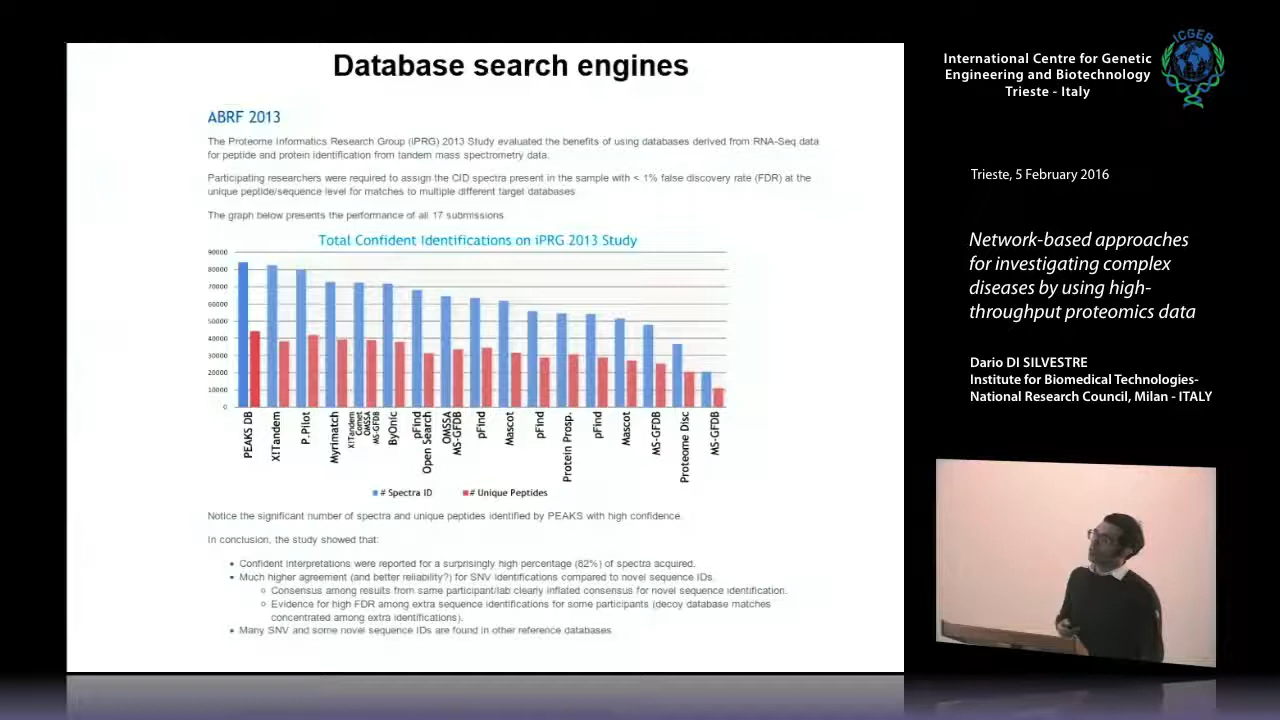 Database search engines
ABRF 2013
The Proteome Informatics Research Group (iPRG) 2013 Study evaluated the benefits of using databases derived from RNA-Seq data
for peptide and protein identification from tandem mass spectrometry data.
Participating researchers were required to assign the CID spectra present in the sample with < 1% false discovery rate (FDR) at the
unique peptide/sequence level for matches to multiple different target databases
The graph below presents the performance of all 17 submissions
Total Confident Identifications on iPRG 2013 Study
90000
80000
70000
60000
50000
40000
30000
20000
10000
0
PEAKS DB
X!Tandem
P.Pilot
Myrimatch
X!Tandem
Comet
OMSSA
MS-GFDB
ByOnic
pFind
Open Search
OMSSA
MS-GFDB
pFind
Mascot
pFind
Protein Prosp.
pFind
Mascot
MS-GFDB
Proteome Disc.
MS-GFDB
# Spectra ID
# Unique Peptides
Notice the significant number of spectra and unique peptides identified by PEAKS with high confidence.
In conclusion, the study showed that:
• Confident interpretations were reported for a surprisingly high percentage (82%) of spectra acquired.
• Much higher agreement (and better reliability?) for SNV identifications compared to novel sequence IDs.
Consensus among results from same participant/lab clearly inflated consensus for novel sequence identification.
Evidence for high FDR among extra sequence identifications for some participants (decoy database matches
concentrated among extra identifications).
• Many SNV and some novel sequence IDs are found in other reference databases
International Centre for Genetic
Engineering and Biotechnology
Trieste - Italy
ICGEB
Trieste, 5 February 2016
Network-based approaches
for investigating complex
diseases by using high-
throughput proteomics data
Dario DI SILVESTRE
Institute for Biomedical Technologies-
National Research Council, Milan - ITALY